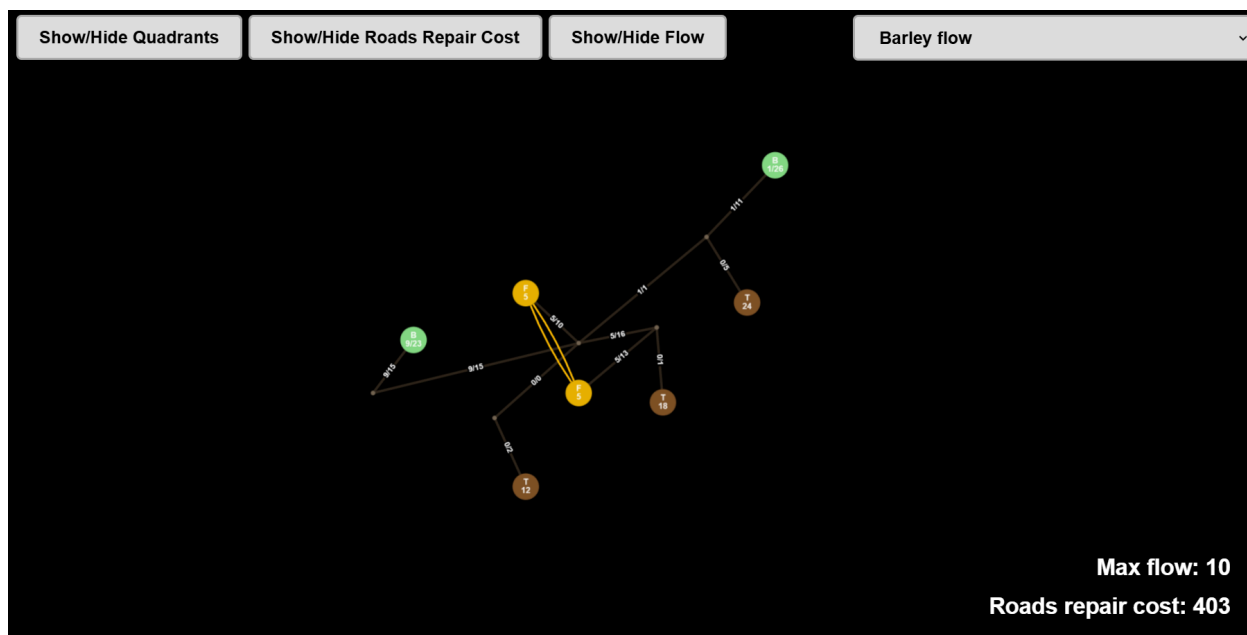 Show/Hide Quadrants
Show/Hide Roads Repair Cost
Show/Hide Flow
Barley flow
B
1/26
1/11
0/5
T
24
1/1
F
5
5/10
5/16
B
9/23
9/15
9/15
0/0
5/13
0/1
F
5
T
18
0/2
T
12
Max flow: 10
Roads repair cost: 403